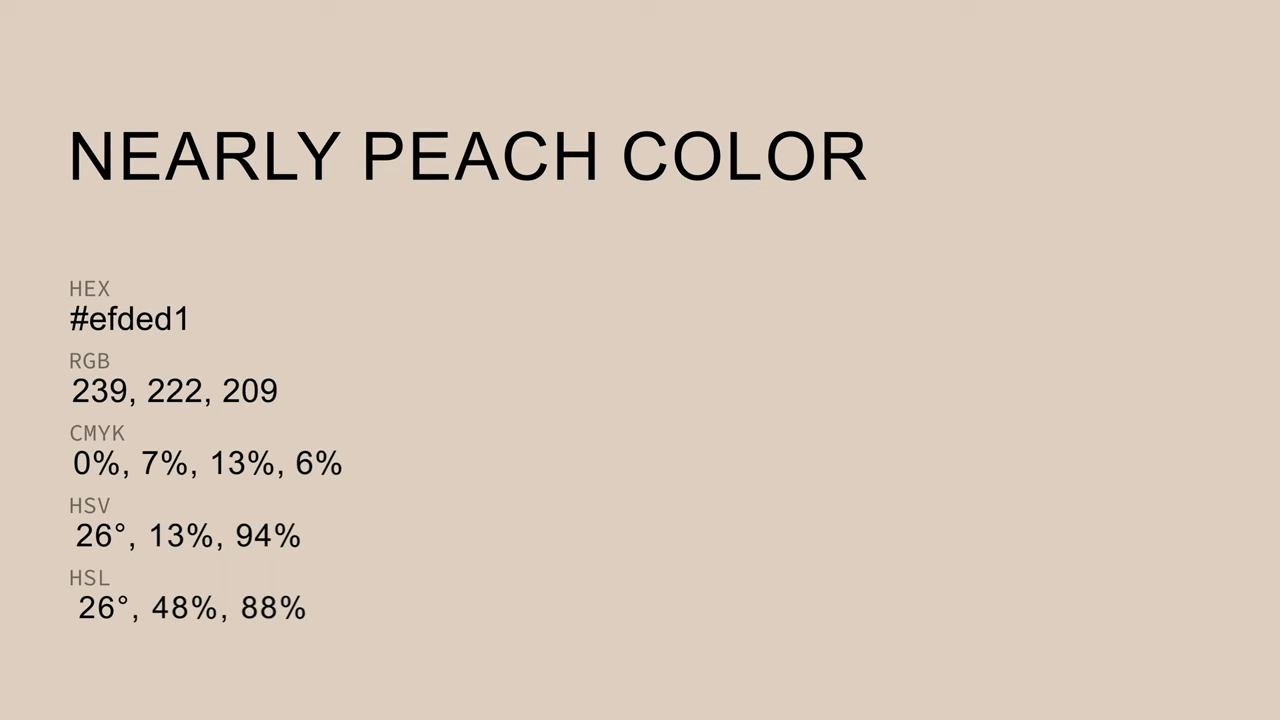 NEARLY PEACH COLOR
HEX
#efded1
RGB
239, 222, 209
CMYK
0%, 7%, 13%, 6%
HSV
26°, 13%, 94%
HSL
26°, 48%, 88%